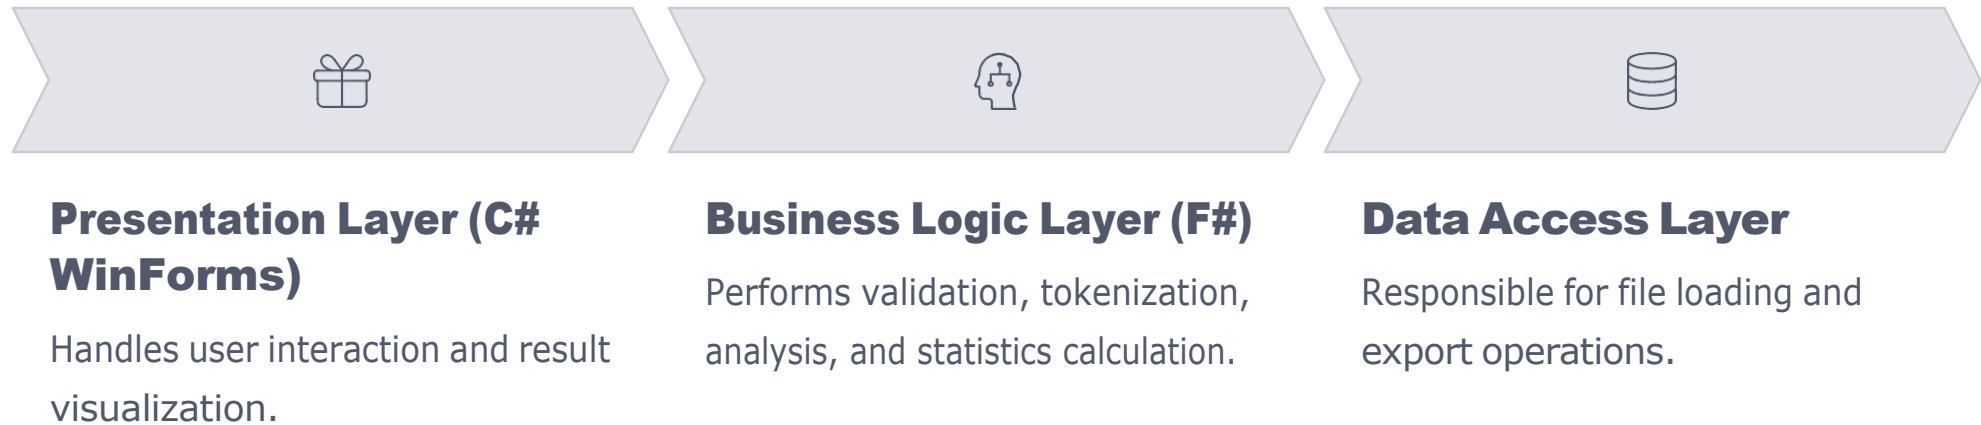 Presentation Layer (C#
WinForms)
Handles user interaction and result
visualization.
Business Logic Layer (F#)
Performs validation, tokenization,
analysis, and statistics calculation.
Data Access Layer
Responsible for file loading and
export operations.